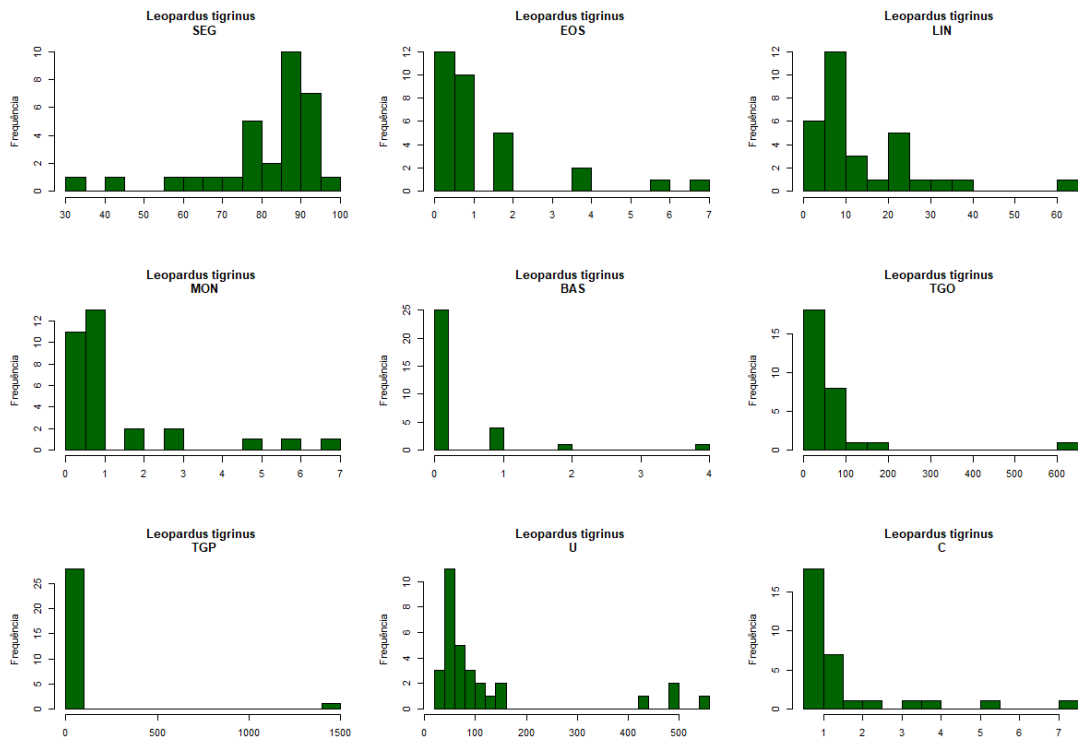 Leopardus tigrinus
SEG
Frequência
0 2 4 6 8 10
30 40 50 60 70 80 90 100
Leopardus tigrinus
EOS
Frequência
0 2 4 6 8 10 12
0 1 2 3 4 5 6 7
Leopardus tigrinus
LIN
Frequência
0 2 4 6 8 10 12
0 10 20 30 40 50 60
Leopardus tigrinus
MON
Frequência
0 2 4 6 8 10 12
0 1 2 3 4 5 6 7
Leopardus tigrinus
BAS
Frequência
0 5 10 15 20 25
0 1 2 3 4
Leopardus tigrinus
TGO
Frequência
0 5 10 15
0 100 200 300 400 500 600
Leopardus tigrinus
TGP
Frequência
0 5 10 15 20 25
0 500 1000 1500
Leopardus tigrinus
U
Frequência
0 2 4 6 8 10
0 100 200 300 400 500
Leopardus tigrinus
C
Frequência
0 5 10 15
1 2 3 4 5 6 7